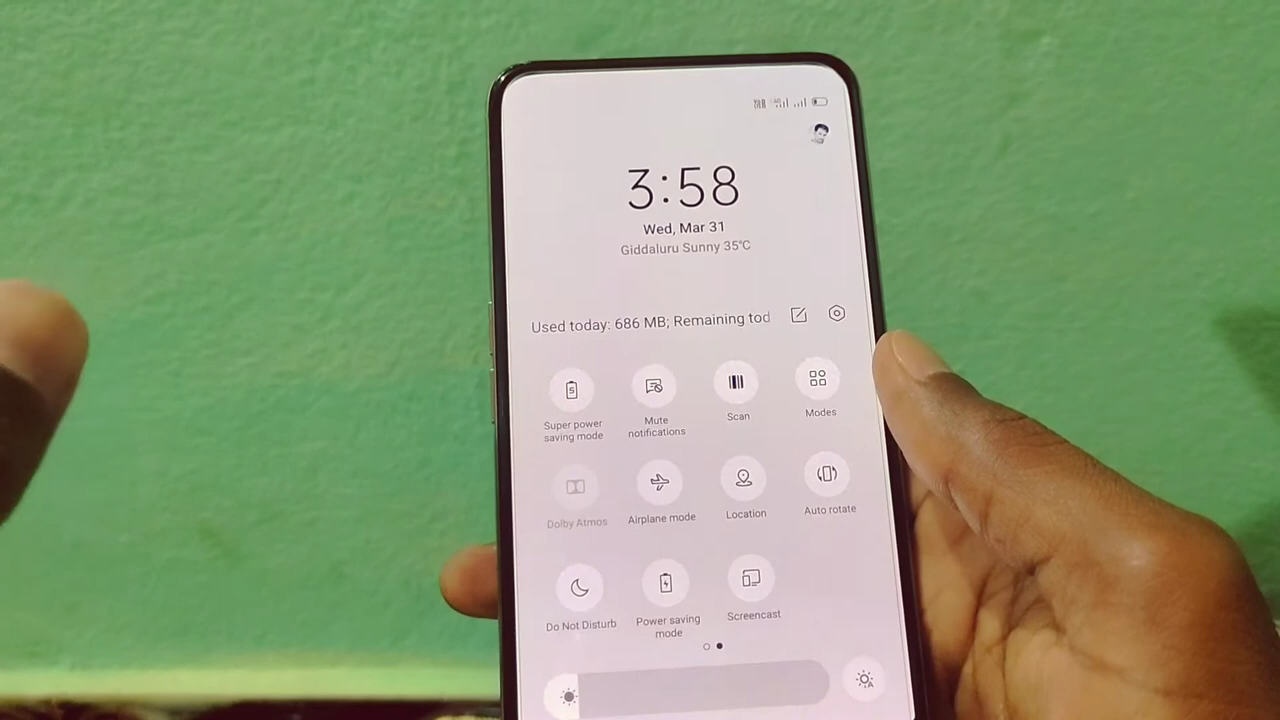 3:58
Wed, Mar 31
Giddaluru Sunny 35°C
Used today: 686 MB; Remaining tod
Super power
saving mode
Mute
notifications
Scan
Modes
Dolby Atmos
Airplane mode
Location
Auto rotate
Do Not Disturb
Power saving
mode
Screencast